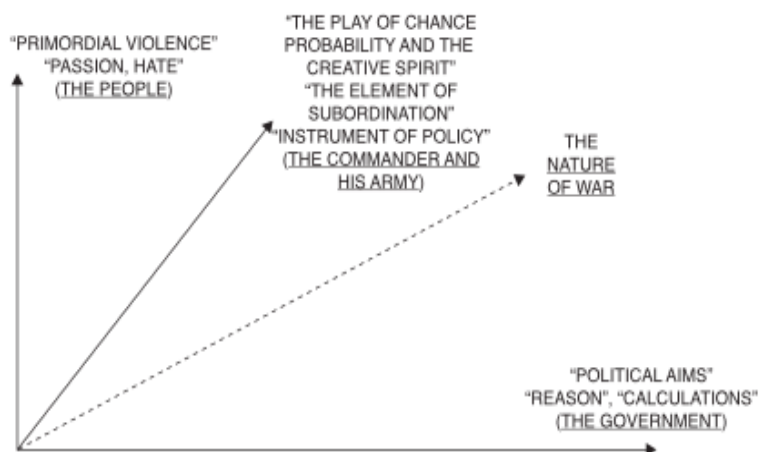 “PRIMORDIAL VIOLENCE”
“PASSION, HATE”
(THE PEOPLE)
“THE PLAY OF CHANCE
PROBABILITY AND THE
CREATIVE SPIRIT”
“THE ELEMENT OF
SUBORDINATION”
“INSTRUMENT OF POLICY”
(THE COMMANDER AND
HIS ARMY)
THE
NATURE
OF WAR
“POLITICAL AIMS”
“REASON”, “CALCULATIONS”
(THE GOVERNMENT)